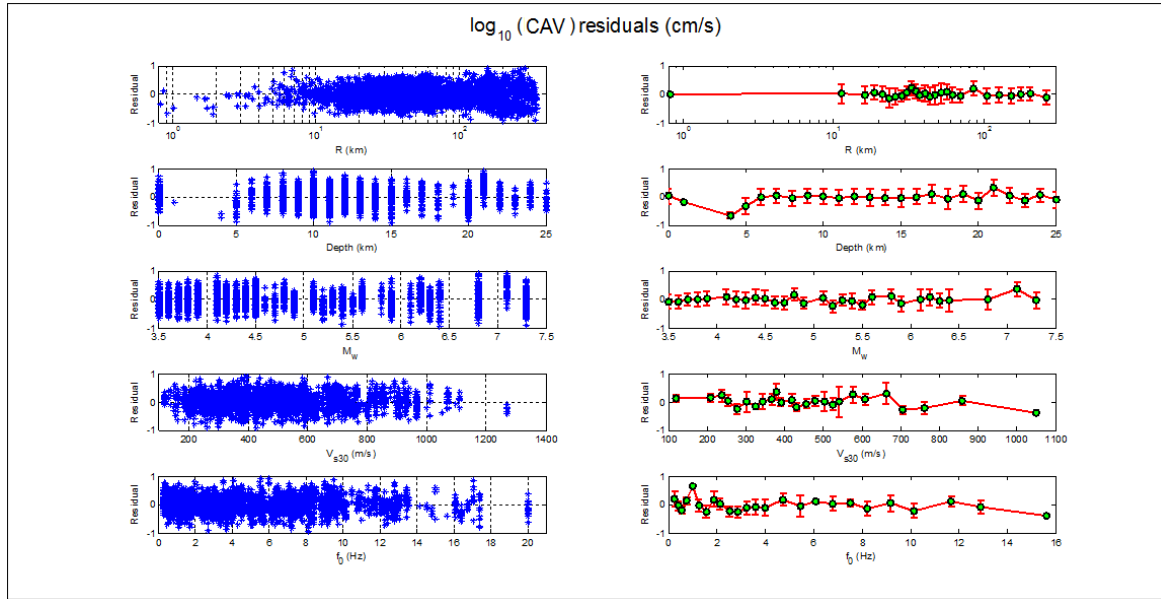 log10 (CAV) residuals (cm/s)
Residual
1
0
-1
10^0
10^1
10^2
R (km)
Residual
1
0
-1
10^0
10^1
10^2
R (km)
Residual
1
0
-1
0 5 10 15 20 25
Depth (km)
Residual
1
0
-1
0 5 10 15 20 25
Depth (km)
Residual
1
0
-1
3.5 4 4.5 5 5.5 6 6.5 7 7.5
Mw
Residual
1
0
-1
3.5 4 4.5 5 5.5 6 6.5 7 7.5
Mw
Residual
1
0
-1
200 400 600 800 1000 1200 1400
Vs30 (m/s)
Residual
1
0
-1
100 200 300 400 500 600 700 800 900 1000 1100
Vs30 (m/s)
Residual
1
0
-1
0 2 4 6 8 10 12 14 16 18 20
f0 (Hz)
Residual
1
0
-1
0 2 4 6 8 10 12 14 16
f0 (Hz)